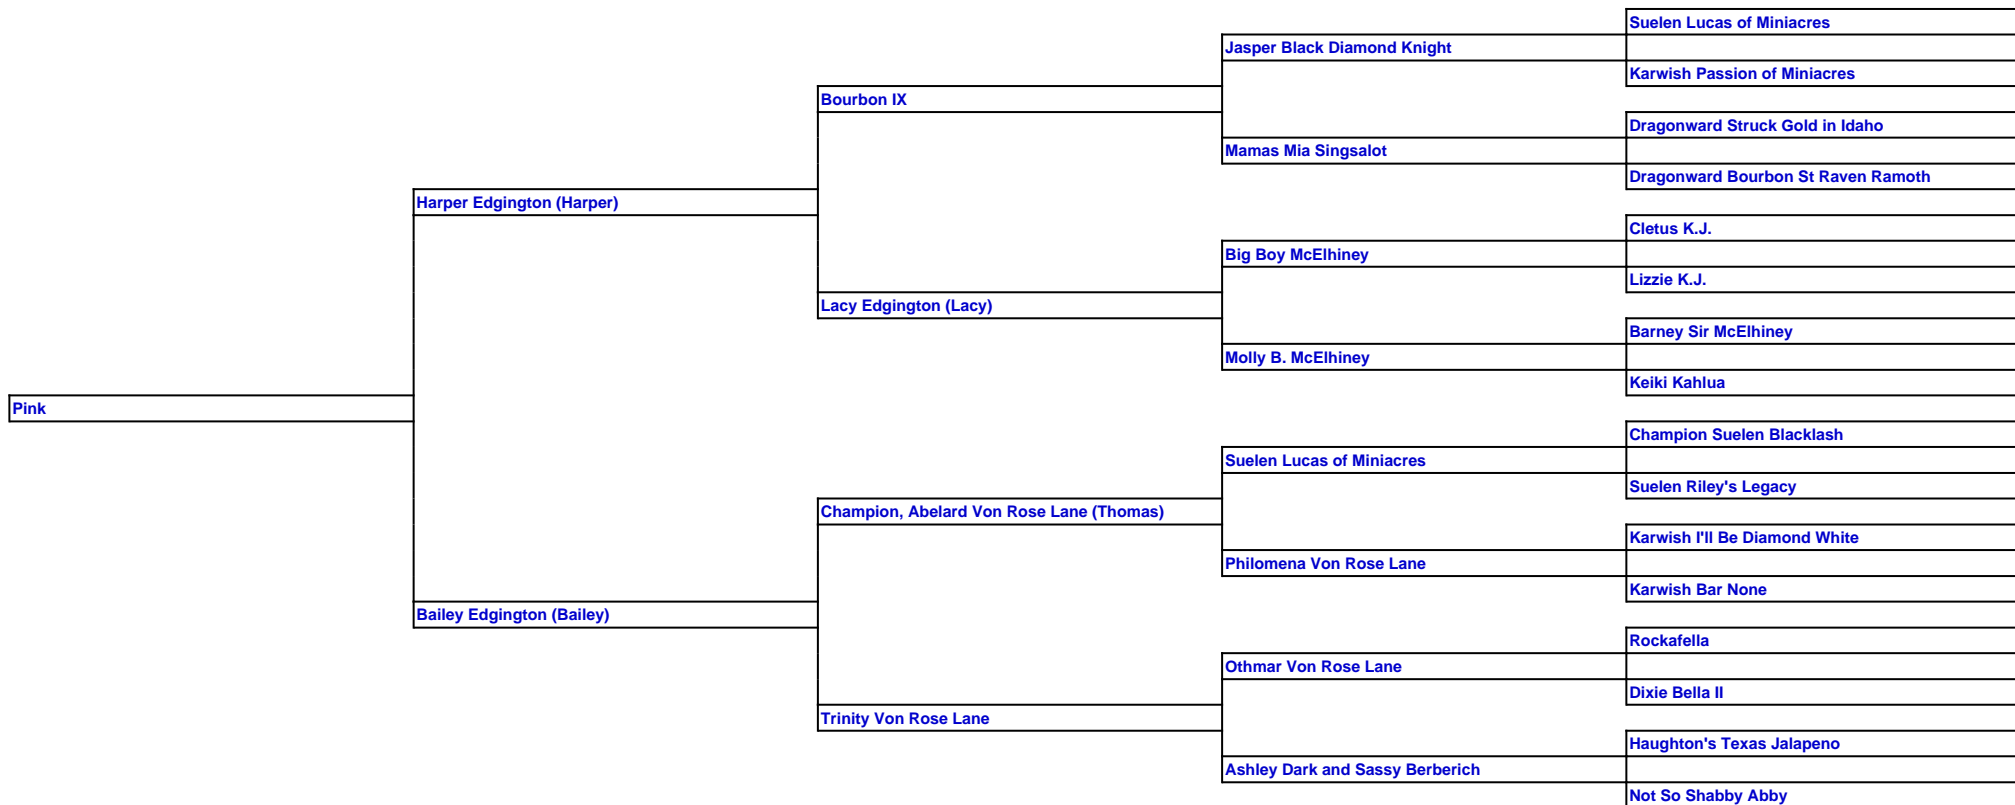 Suelen Lucas of Miniacres
Jasper Black Diamond Knight
Karwish Passion of Miniacres
Bourbon IX
Dragonward Struck Gold in Idaho
Mamas Mia Singsalot
Dragonward Bourbon St Raven Ramoth
Harper Edgington (Harper)
Cletus K.J.
Big Boy McElhiney
Lizzie K.J.
Lacy Edgington (Lacy)
Barney Sir McElhiney
Molly B. McElhiney
Keiki Kahlua
Pink
Champion Suelen Blacklash
Suelen Lucas of Miniacres
Suelen Riley's Legacy
Champion, Abelard Von Rose Lane (Thomas)
Karwish I'll Be Diamond White
Philomena Von Rose Lane
Karwish Bar None
Bailey Edgington (Bailey)
Rockafella
Othmar Von Rose Lane
Dixie Bella II
Trinity Von Rose Lane
Haughton's Texas Jalapeno
Ashley Dark and Sassy Berberich
Not So Shabby Abby